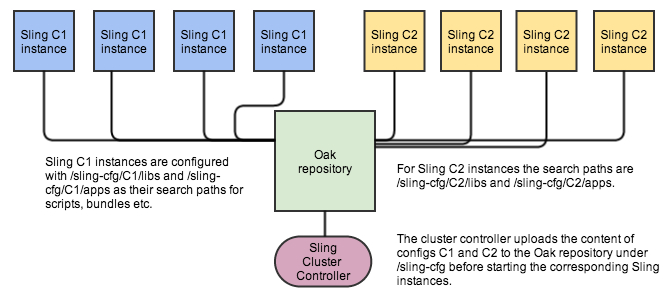 Sling C1
instance
Sling C1
instance
Sling C1
instance
Sling C1
instance
Sling C2
instance
Sling C2
instance
Sling C2
instance
Sling C2
instance
Oak
repository
Sling C1 instances are configured
with /sling-cfg/C1/libs and /sling-
cfg/C1/apps as their search paths for
scripts, bundles etc.
For Sling C2 instances the search paths are
/sling-cfg/C2/libs and /sling-cfg/C2/apps.
Sling
Cluster
Controller
The cluster controller uploads the content of
configs C1 and C2 to the Oak repository under
/sling-cfg before starting the corresponding Sling
instances.